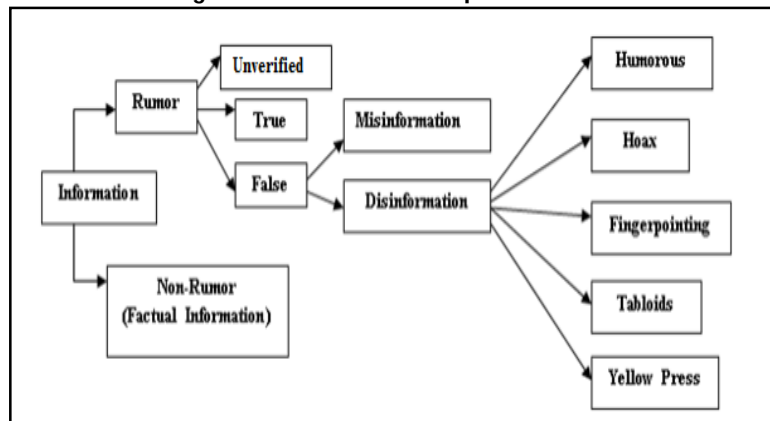 Unverified
Humorous
Rumor
True
Misinformation
Hoax
False
Information
Disinformation
Fingerpointing
Non-Rumor
(Factual Information)
Tabloids
Yellow Press